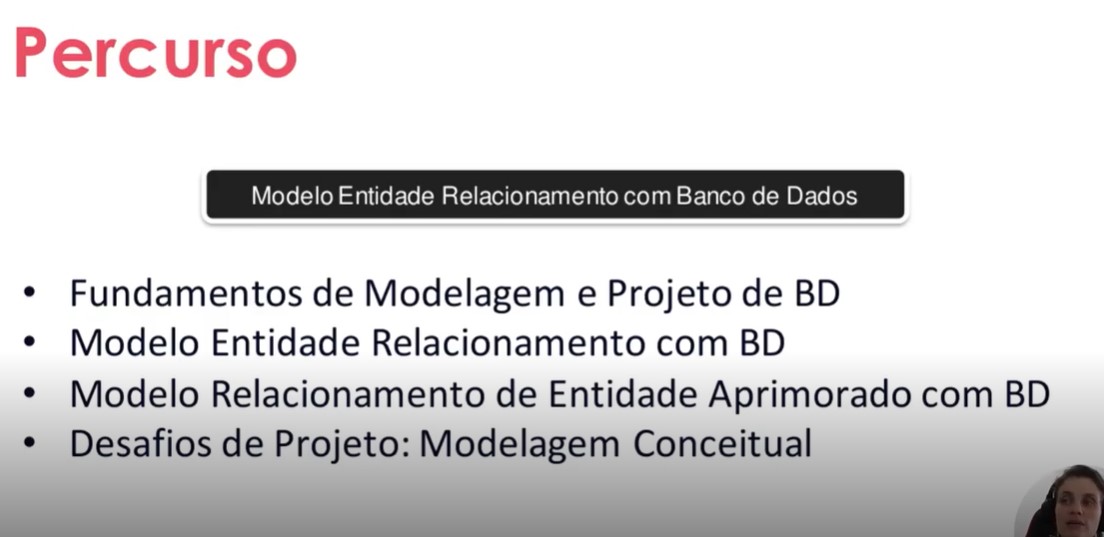 Percurso
Modelo Entidade Relacionamento com Banco de Dados
• Fundamentos de Modelagem e Projeto de BD
• Modelo Entidade Relacionamento com BD
• Modelo Relacionamento de Entidade Aprimorado com BD
• Desafios de Projeto: Modelagem Conceitual